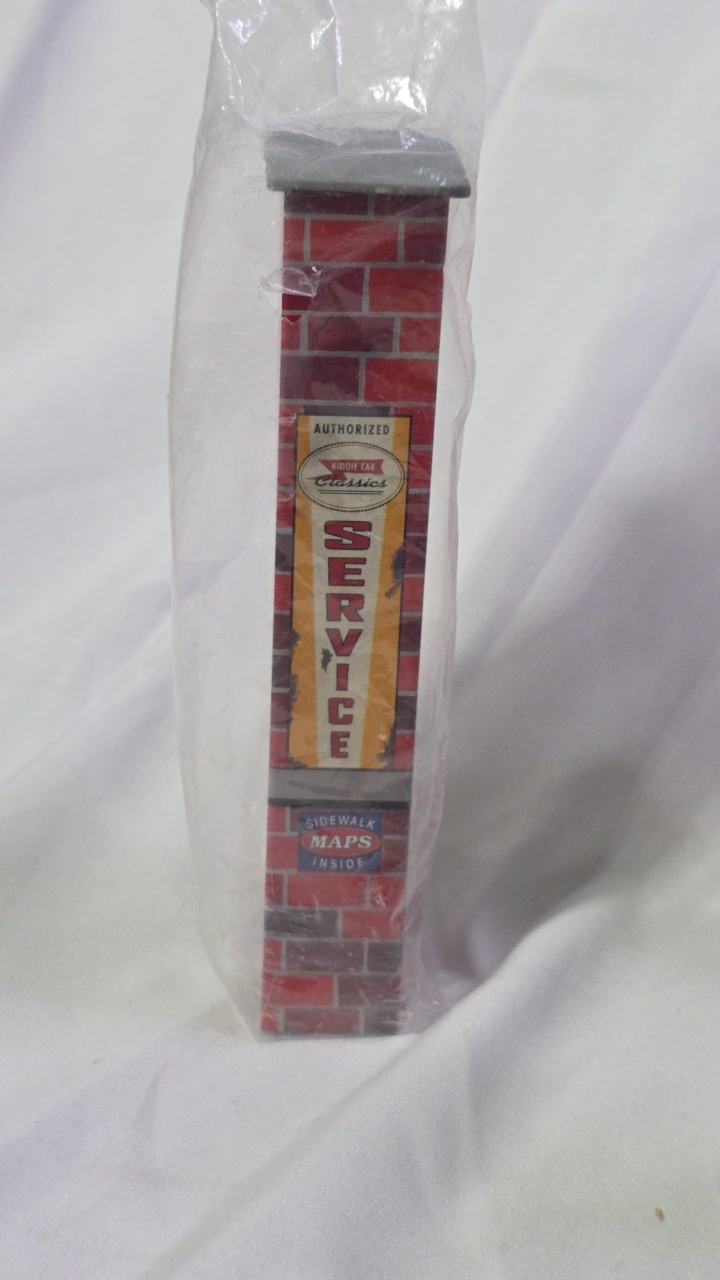 AUTHORIZED
KIDDIE CAR
Classics
SERVICE
SIDEWALK
MAPS
INSIDE